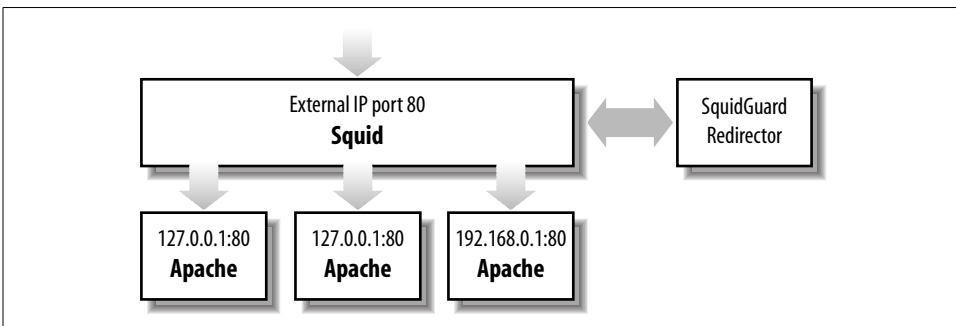 External IP port 80
Squid
SquidGuard
Redirector
127.0.0.1:80
Apache
127.0.0.1:80
Apache
192.168.0.1:80
Apache